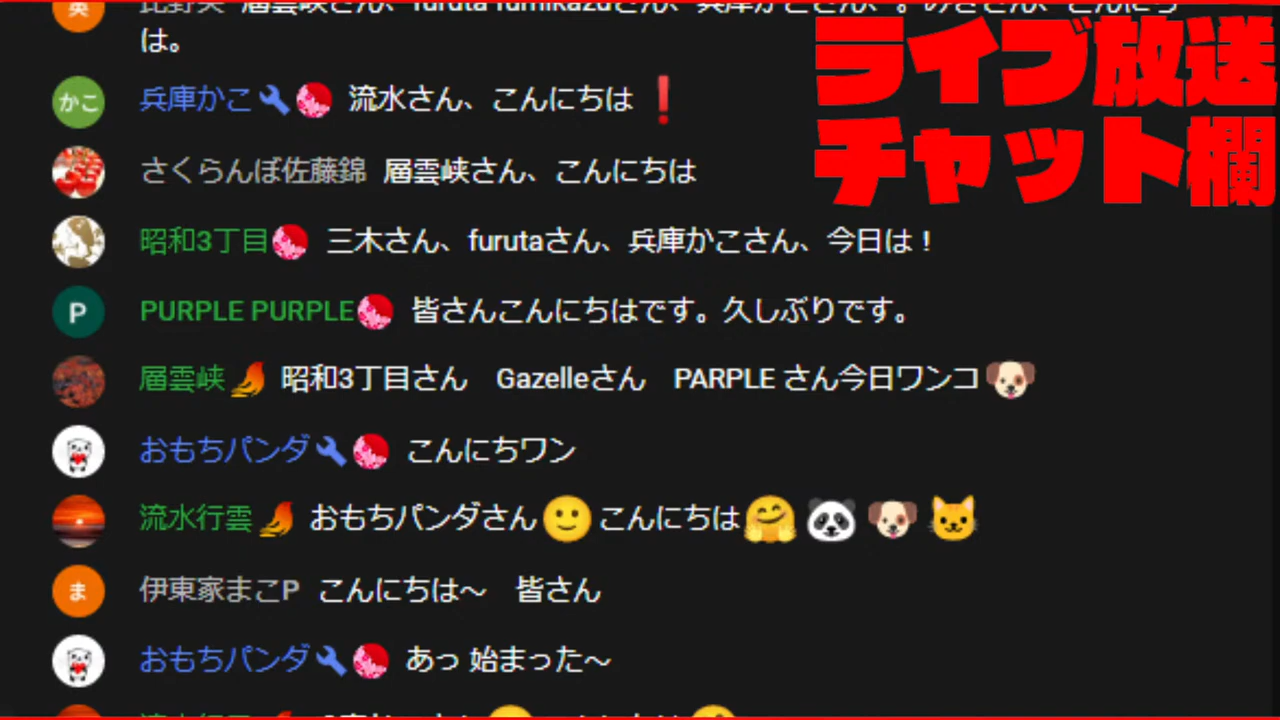 は。
ライブ放送
チャット欄
かこ 兵庫かこ 流水さん、こんにちは❗
さくらんぼ佐藤錦 層雲峡さん、こんにちは
昭和3丁目 三木さん、furutaさん、兵庫かこさん、今日は！
P PURPLE PURPLE 皆さんこんにちはです。久しぶりです。
層雲峡 昭和3丁目さん　Gazelleさん　PARPLE さん今日ワンコ🐶
おもちパンダ こんにちワン
流水行雲 おもちパンダさん🙂こんにちは🤗🐼🐶🐱
ま 伊東家まこP こんにちは〜　皆さん
おもちパンダ あっ 始まった〜